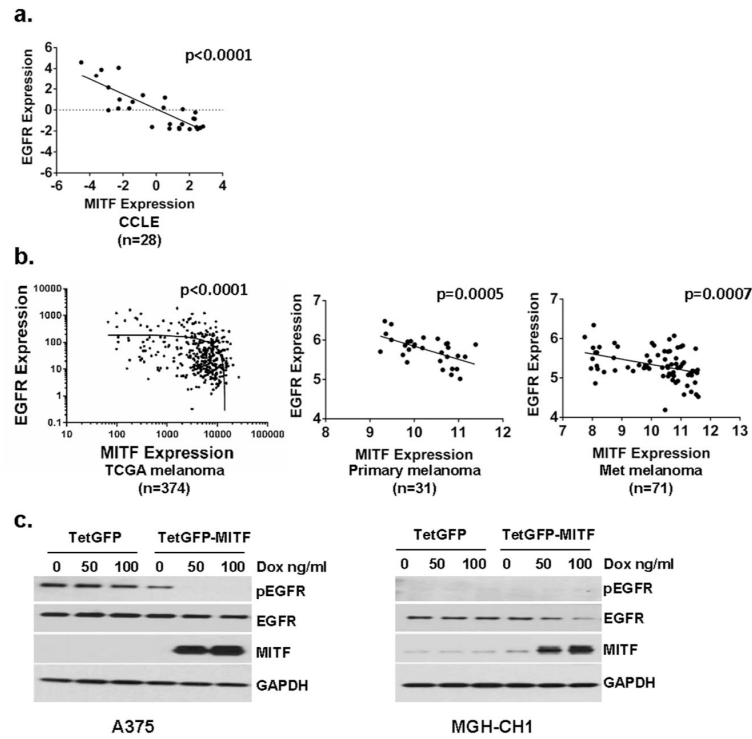 a.
p<0.0001
EGFR Expression
6
4
2
0
-2
-4
-6
-6 -4 -2 0 2 4
MITF Expression
CCLE
(n=28)
b.
p<0.0001
EGFR Expression
10000
1000
100
10
1
0.1
10 100 1000 10000 100000
MITF Expression
TCGA melanoma
(n=374)
p=0.0005
EGFR Expression
7
6
5
4
8 9 10 11 12
MITF Expression
Primary melanoma
(n=31)
p=0.0007
EGFR Expression
7
6
5
4
7 8 9 10 11 12 13
MITF Expression
Met melanoma
(n=71)
c.
TetGFP TetGFP-MITF
0 50 100 0 50 100 Dox ng/ml
pEGFR
EGFR
MITF
GAPDH
A375
TetGFP TetGFP-MITF
0 50 100 0 50 100 Dox ng/ml
pEGFR
EGFR
MITF
GAPDH
MGH-CH1